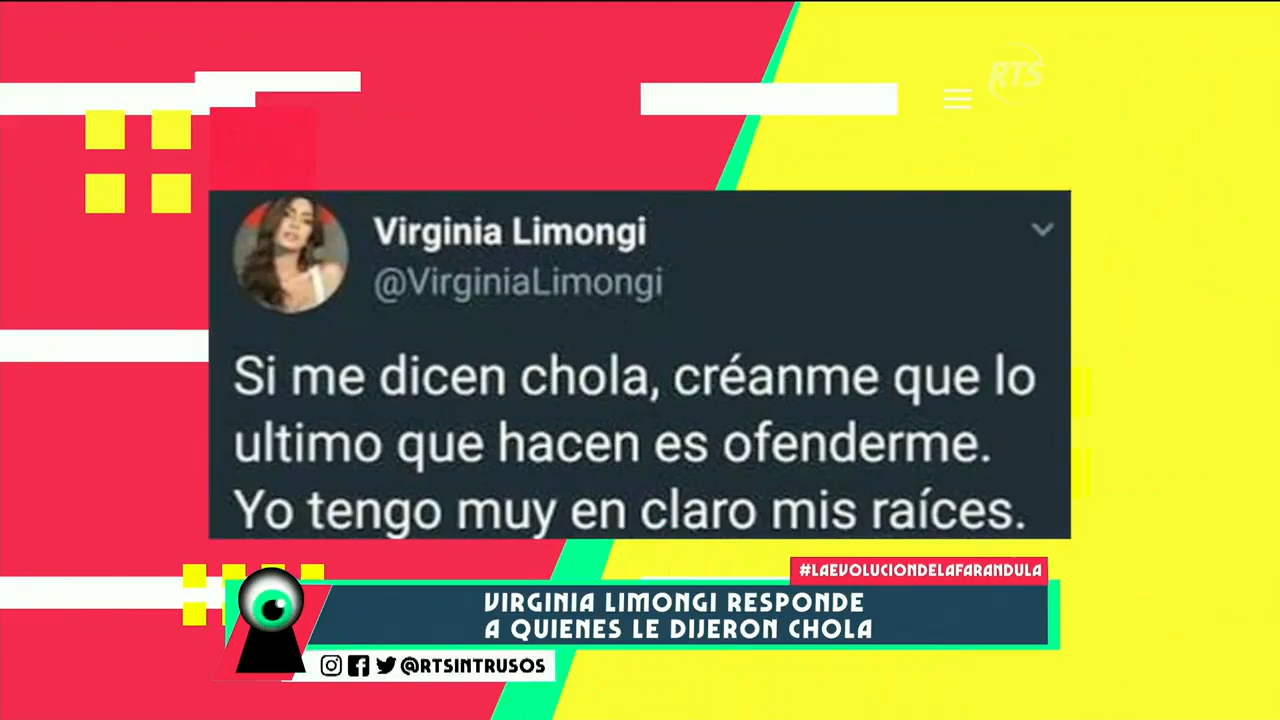 RTS
Virginia Limongi
@VirginiaLimongi
Si me dicen chola, créanme que lo
ultimo que hacen es ofenderme.
Yo tengo muy en claro mis raíces.
#LAEVOLUCIONDELAFARANDULA
VIRGINIA LIMONGI RESPONDE
A QUIENES LE DIJERON CHOLA
@RTSINTRUSOS